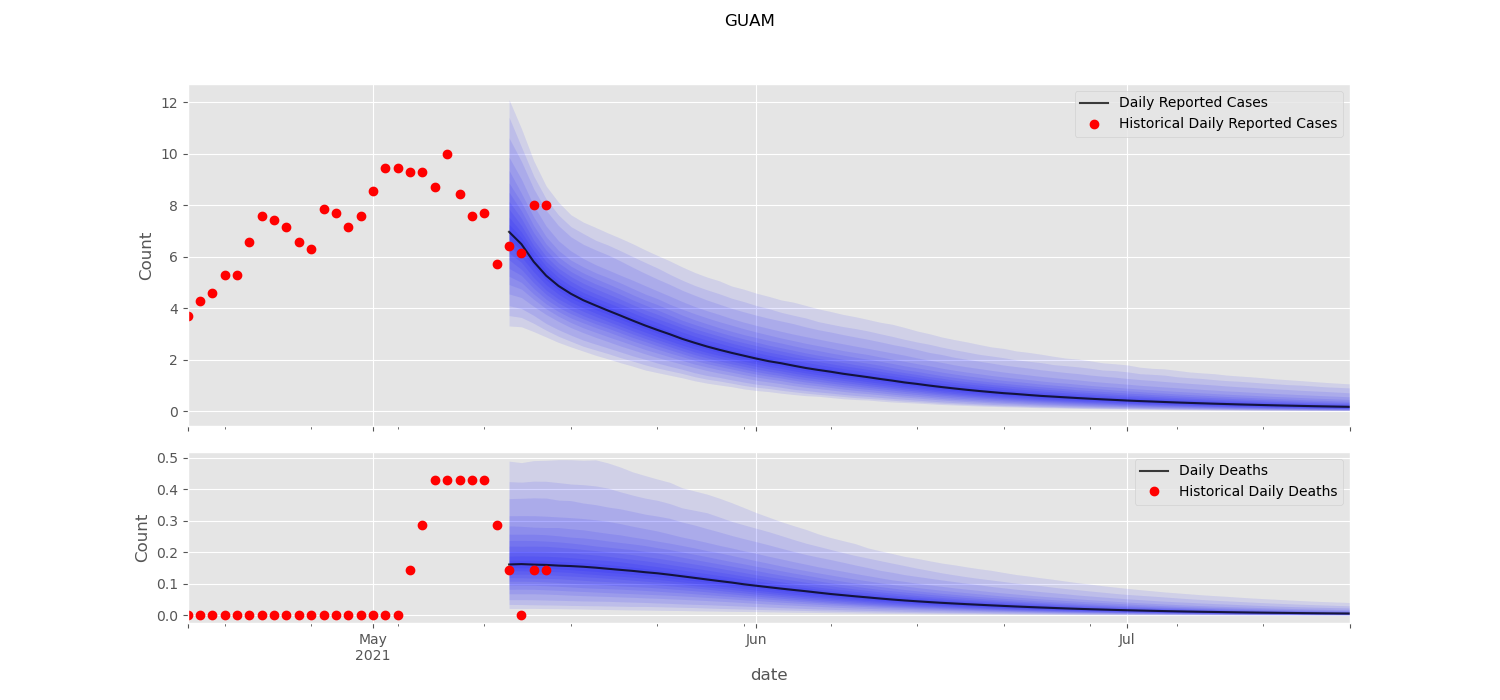 GUAM
12
10
8
6
4
2
0
Count
Daily Reported Cases
Historical Daily Reported Cases
0.5
0.4
0.3
0.2
0.1
0.0
Count
Daily Deaths
Historical Daily Deaths
May
2021
Jun
Jul
date